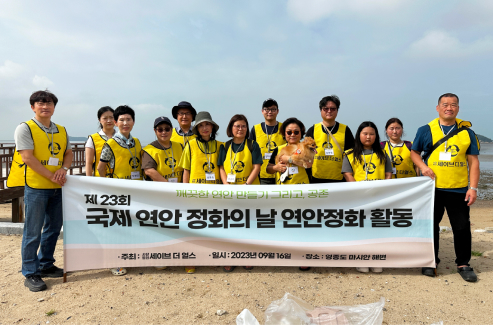 깨끗한 연안 만들기 그리고, 공존
제 23회
국제 연안 정화의 날 연안정화 활동
· 주최 : 세이브 더 얼스 · 일시 : 2023년 09월 16일 · 장소 : 영종도 마시안 해변